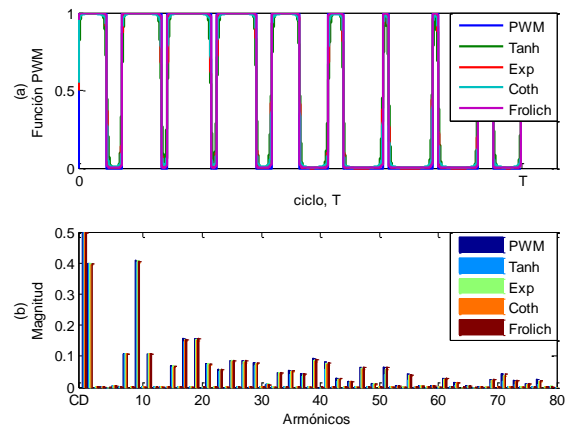 1
0.5
0
(a)
Función PWM
PWM
Tanh
Exp
Coth
Frolich
0
T
ciclo, T
0.5
0.4
0.3
0.2
0.1
0
(b)
Magnitud
PWM
Tanh
Exp
Coth
Frolich
CD 10 20 30 40 50 60 70 80
Armónicos